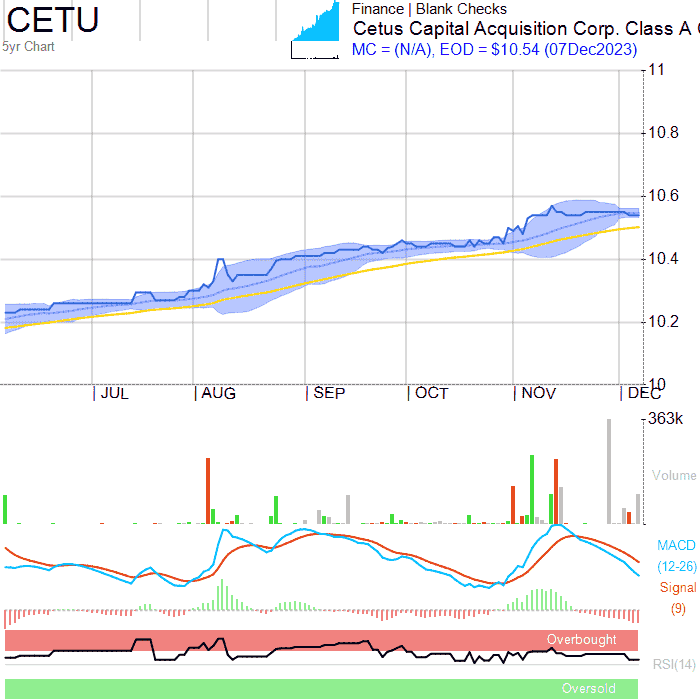 CETU
5yr Chart
Finance | Blank Checks
Cetus Capital Acquisition Corp. Class A
MC = (N/A), EOD = $10.54 (07Dec2023)
11
10.8
10.6
10.4
10.2
10
JUL AUG SEP OCT NOV DEC
363k
Volume
MACD
(12-26)
Signal
(9)
Overbought
RSI(14)
Oversold